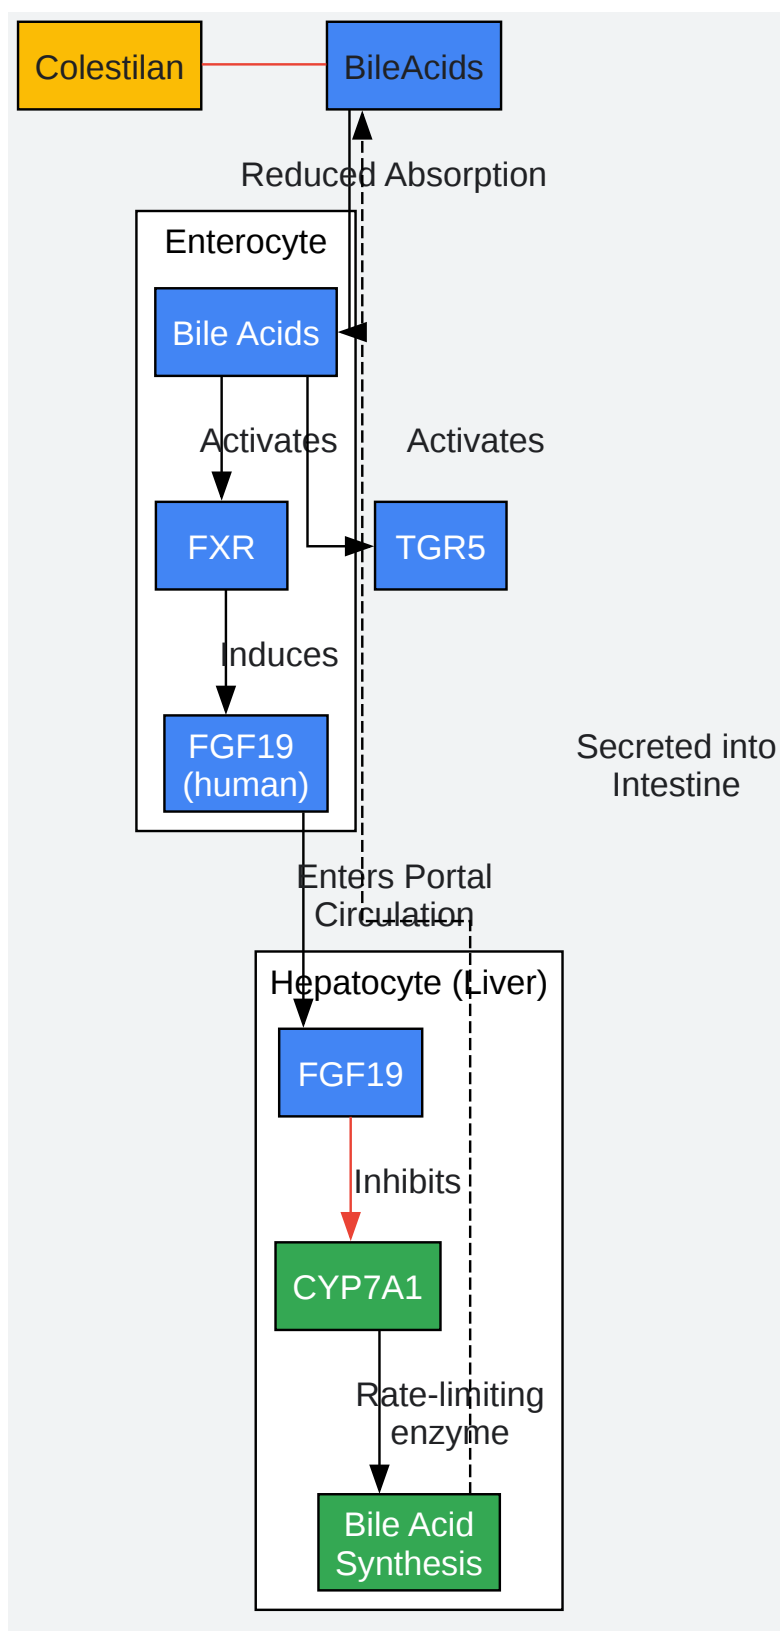 Colestilan
BileAcids
Reduced Absorption
Enterocyte
Bile Acids
Activates
Activates
FXR
TGR5
Induces
FGF19
(human)
Secreted into
Intestine
Enters Portal
Circulation
Hepatocyte (Liver)
FGF19
Inhibits
CYP7A1
Rate-limiting
enzyme
Bile Acid
Synthesis